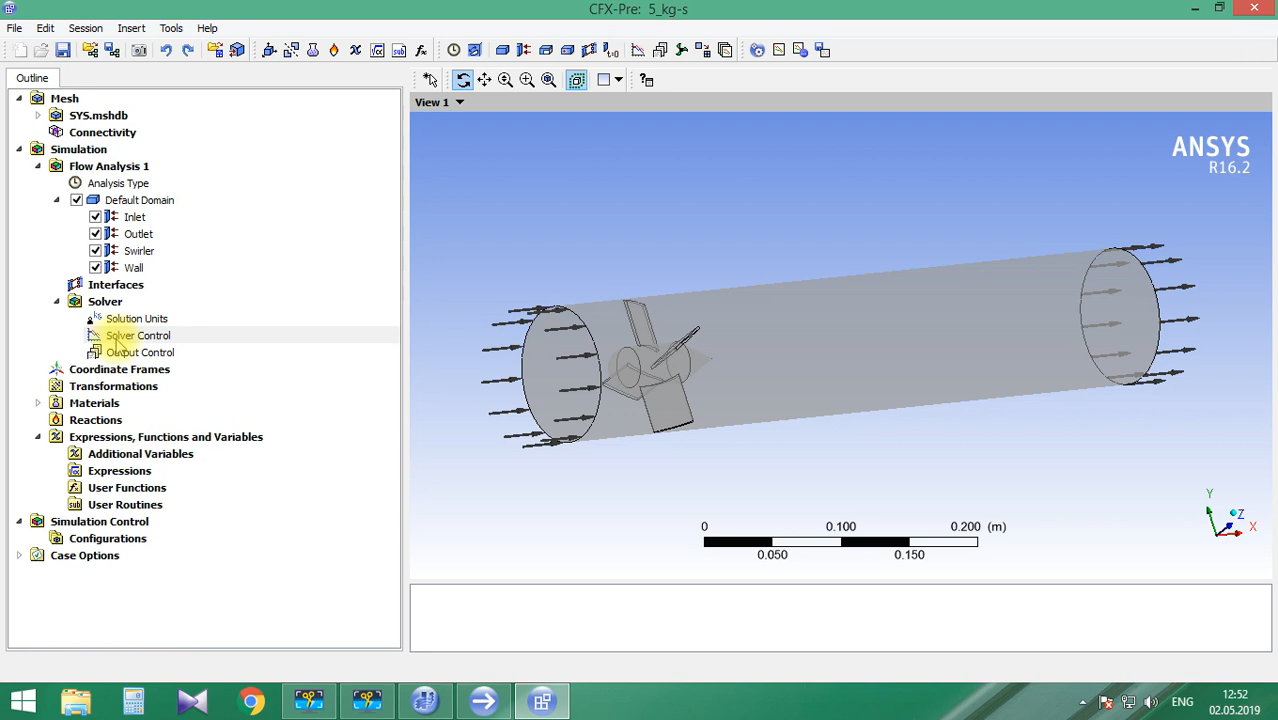 CFX-Pre: 5_kg-s
File Edit Session Insert Tools Help
Outline
Mesh
SYS.mshdb
Connectivity
Simulation
Flow Analysis 1
Analysis Type
Default Domain
Inlet
Outlet
Swirler
Wall
Interfaces
Solver
Solution Units
Solver Control
Output Control
Coordinate Frames
Transformations
Materials
Reactions
Expressions, Functions and Variables
Additional Variables
Expressions
User Functions
User Routines
Simulation Control
Configurations
Case Options
View 1
ANSYS
R16.2
0 0.100 0.200 (m)
0.050 0.150
Y
Z
X
ENG
12:52
02.05.2019